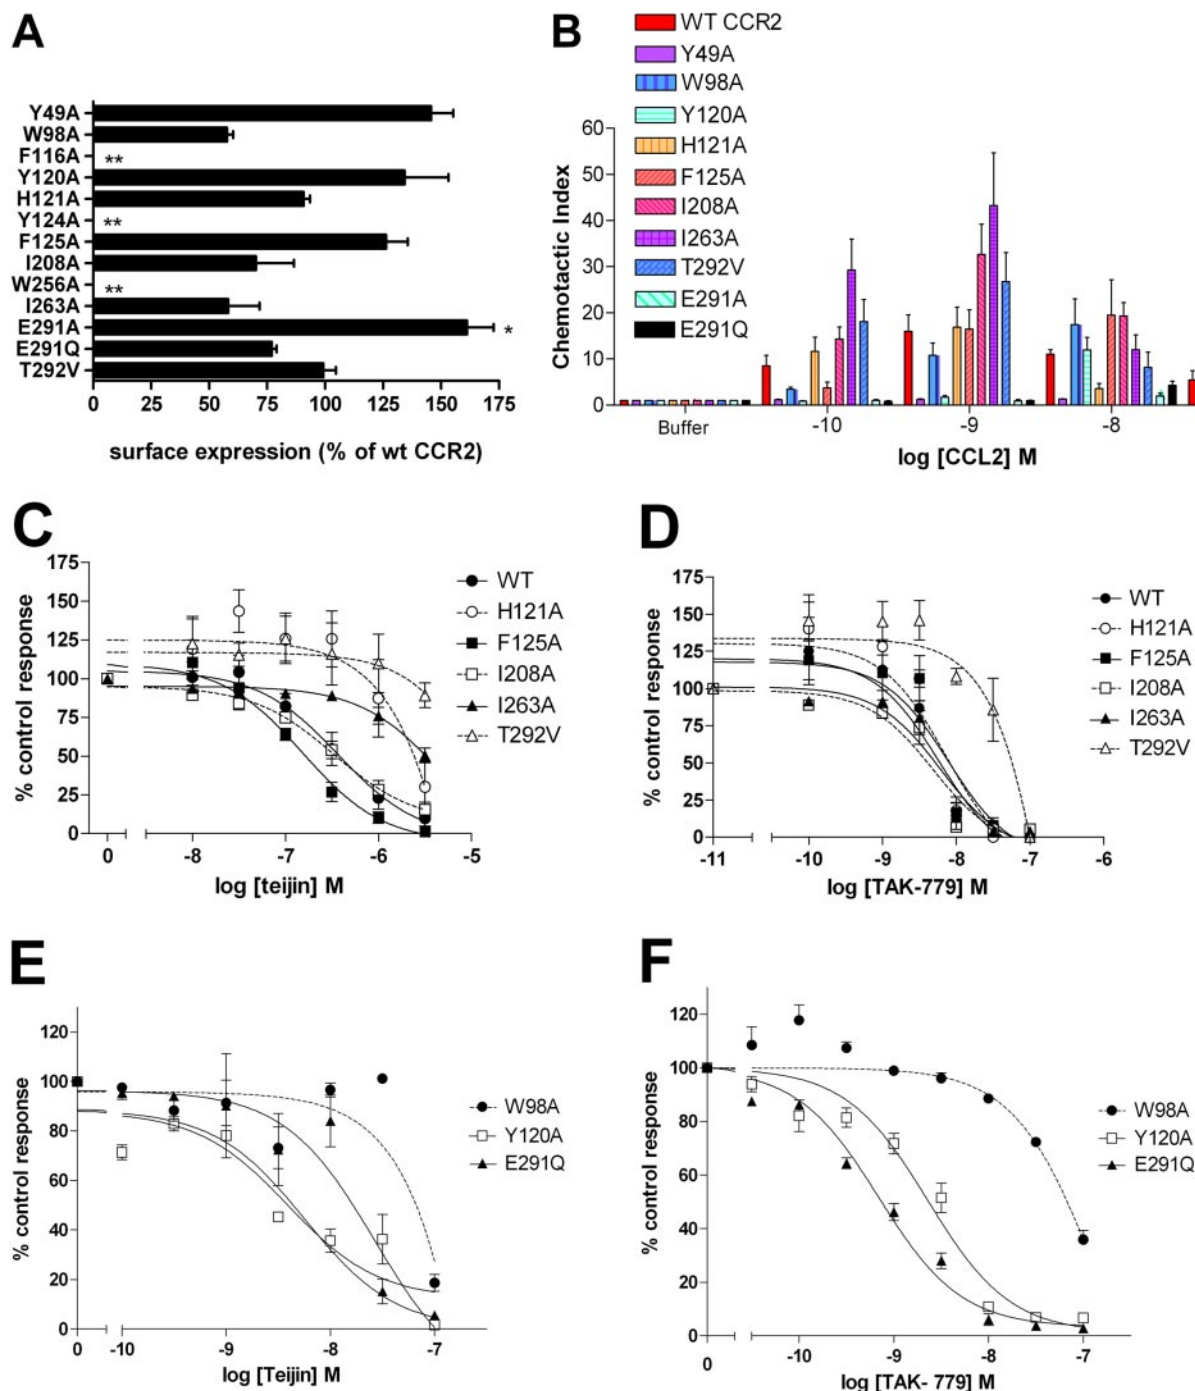 A
Y49A
W98A
F116A **
Y120A
H121A
Y124A **
F125A
I208A
W256A **
I263A
E291A *
E291Q
T292V
0 25 50 75 100 125 150 175
surface expression (% of wt CCR2)
B
WT CCR2
Y49A
W98A
Y120A
H121A
F125A
I208A
I263A
T292V
E291A
E291Q
60
50
40
30
20
10
0
Chemotactic Index
Buffer -10 -9 -8
log [CCL2] M
C
175
150
125
100
75
50
25
0
% control response
WT
H121A
F125A
I208A
I263A
T292V
0 -8 -7 -6 -5
log [teijin] M
D
175
150
125
100
75
50
25
0
% control response
WT
H121A
F125A
I208A
I263A
T292V
-11 -10 -9 -8 -7 -6
log [TAK-779] M
E
120
100
80
60
40
20
0
% control response
W98A
Y120A
E291Q
0 -10 -9 -8 -7
log [Teijin] M
F
120
100
80
60
40
20
0
% control response
W98A
Y120A
E291Q
0 -10 -9 -8 -7
log [TAK- 779] M